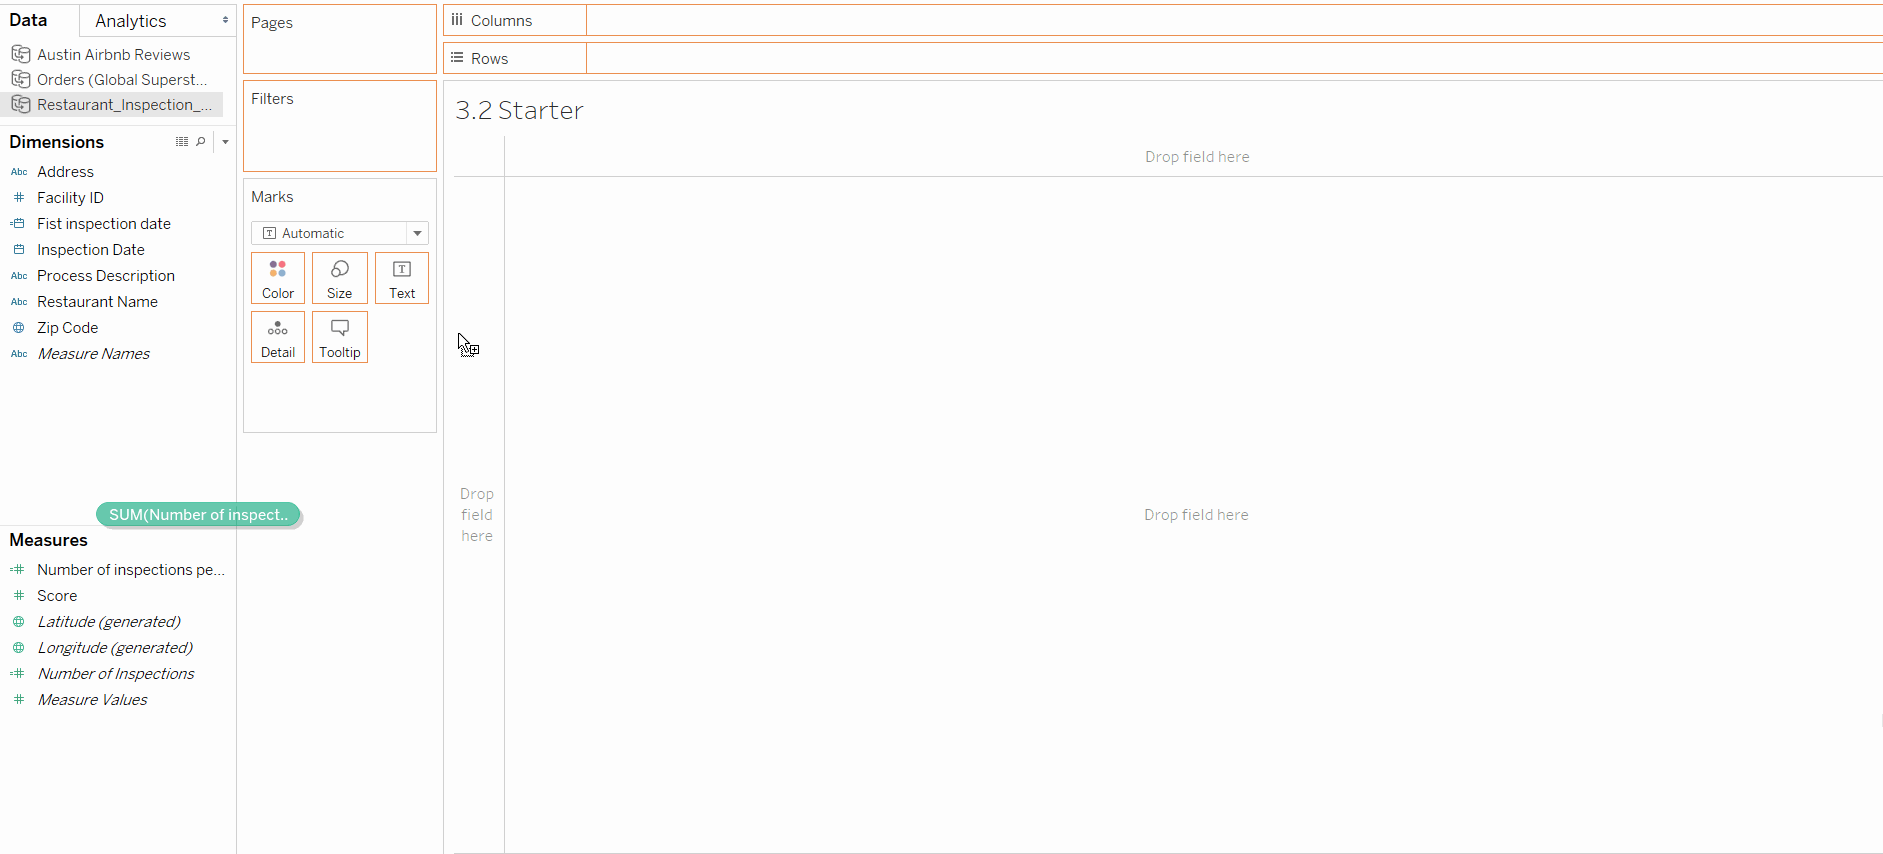 Data
Analytics
Austin Airbnb Reviews
Orders (Global Superst...
Restaurant_Inspection_...
Dimensions
Abc Address
Facility ID
Fist inspection date
Inspection Date
Abc Process Description
Abc Restaurant Name
Zip Code
Abc Measure Names
SUM(Number of inspect..
Measures
Number of inspections pe...
Score
Latitude (generated)
Longitude (generated)
Number of Inspections
Measure Values
Pages
Filters
Marks
T Automatic
Color
Size
T
Text
Detail
Tooltip
Columns
Rows
3.2 Starter
Drop field here
Drop
field
here
Drop field here